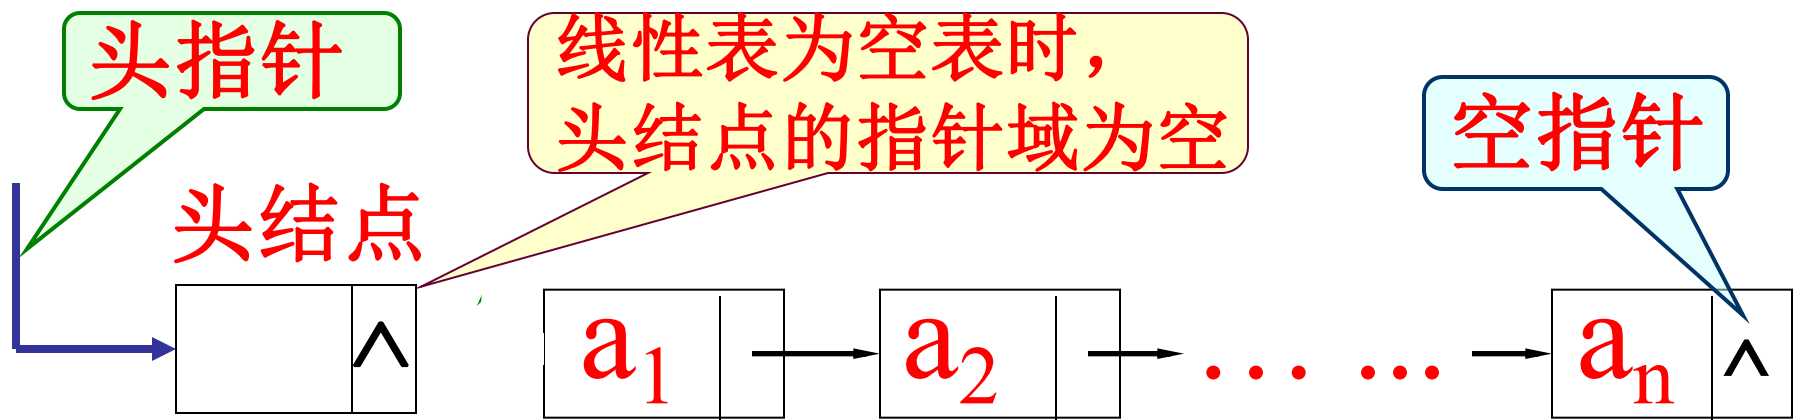 头指针
线性表为空表时，
头结点的指针域为空
空指针
头结点
∧ a1 a2 … … an ∧